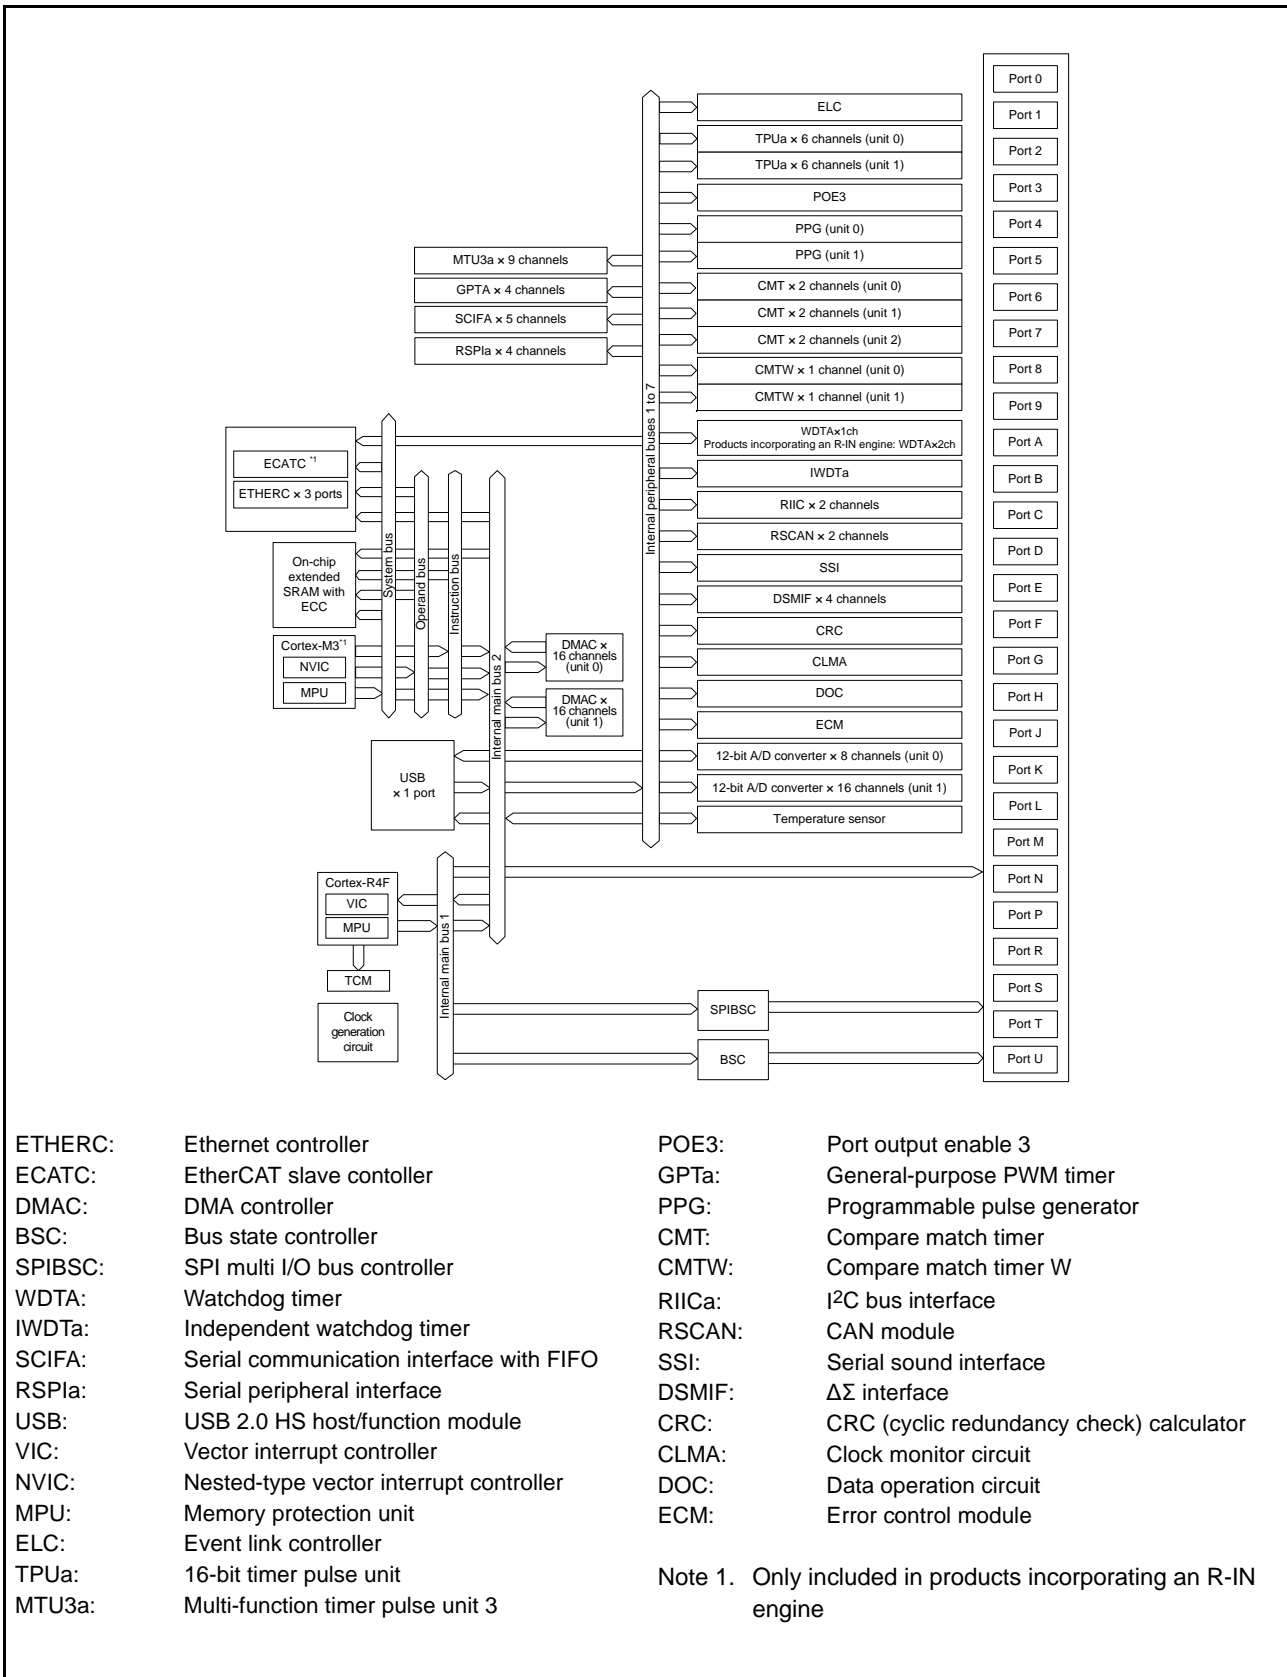 Port 0
Port 1
Port 2
Port 3
Port 4
Port 5
Port 6
Port 7
Port 8
Port 9
Port A
Port B
Port C
Port D
Port E
Port F
Port G
Port H
Port J
Port K
Port L
Port M
Port N
Port P
Port R
Port S
Port T
Port U
ELC
TPUa × 6 channels (unit 0)
TPUa × 6 channels (unit 1)
POE3
PPG (unit 0)
PPG (unit 1)
CMT × 2 channels (unit 0)
CMT × 2 channels (unit 1)
CMT × 2 channels (unit 2)
CMTW × 1 channel (unit 0)
CMTW × 1 channel (unit 1)
WDTA×1ch
Products incorporating an R-IN engine: WDTA×2ch
IWDTa
RIIC × 2 channels
RSCAN × 2 channels
SSI
DSMIF × 4 channels
CRC
CLMA
DOC
ECM
12-bit A/D converter × 8 channels (unit 0)
12-bit A/D converter × 16 channels (unit 1)
Temperature sensor
Internal peripheral buses 1 to 7
MTU3a × 9 channels
GPTA × 4 channels
SCIFA × 5 channels
RSPIa × 4 channels
ECATC *1
ETHERC × 3 ports
On-chip
extended
SRAM with
ECC
Cortex-M3*1
NVIC
MPU
System bus
Operand bus
Instruction bus
Internal main bus 2
DMAC ×
16 channels
(unit 0)
DMAC ×
16 channels
(unit 1)
USB
× 1 port
Cortex-R4F
VIC
MPU
TCM
Clock
generation
circuit
Internal main bus 1
SPIBSC
BSC
ETHERC: Ethernet controller
ECATC: EtherCAT slave contoller
DMAC: DMA controller
BSC: Bus state controller
SPIBSC: SPI multi I/O bus controller
WDTA: Watchdog timer
IWDTa: Independent watchdog timer
SCIFA: Serial communication interface with FIFO
RSPIa: Serial peripheral interface
USB: USB 2.0 HS host/function module
VIC: Vector interrupt controller
NVIC: Nested-type vector interrupt controller
MPU: Memory protection unit
ELC: Event link controller
TPUa: 16-bit timer pulse unit
MTU3a: Multi-function timer pulse unit 3
POE3: Port output enable 3
GPTa: General-purpose PWM timer
PPG: Programmable pulse generator
CMT: Compare match timer
CMTW: Compare match timer W
RIICa: I2C bus interface
RSCAN: CAN module
SSI: Serial sound interface
DSMIF: ΔΣ interface
CRC: CRC (cyclic redundancy check) calculator
CLMA: Clock monitor circuit
DOC: Data operation circuit
ECM: Error control module
Note 1. Only included in products incorporating an R-IN
engine